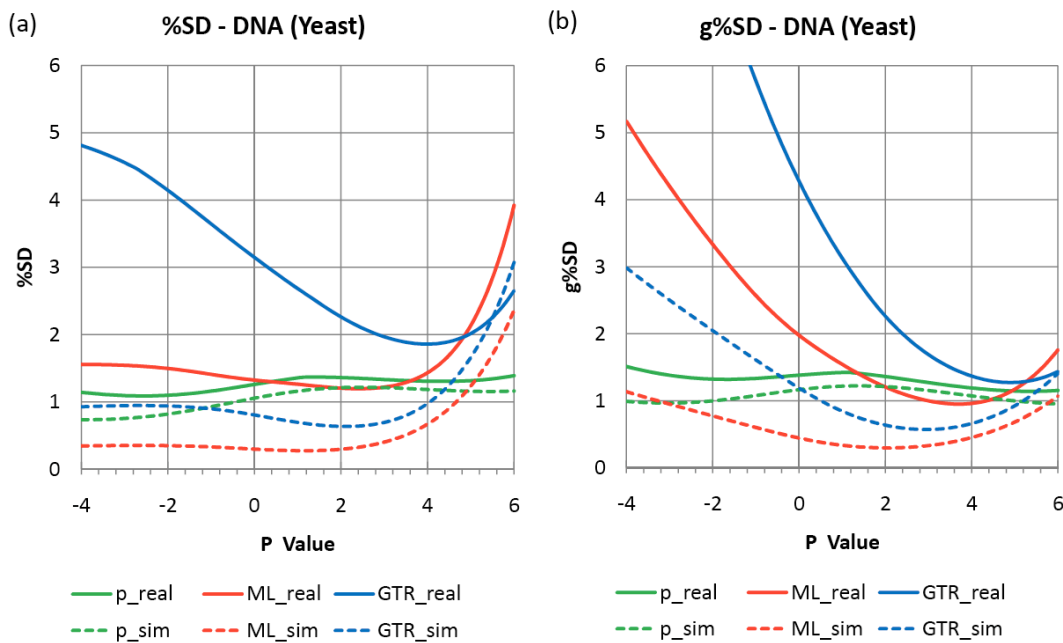 (a)
%SD - DNA (Yeast)
%SD
6
5
4
3
2
1
0
-4 -2 0 2 4 6
P Value
p_real ML_real GTR_real
p_sim ML_sim GTR_sim
(b)
g%SD - DNA (Yeast)
g%SD
6
5
4
3
2
1
0
-4 -2 0 2 4 6
P Value
p_real ML_real GTR_real
p_sim ML_sim GTR_sim